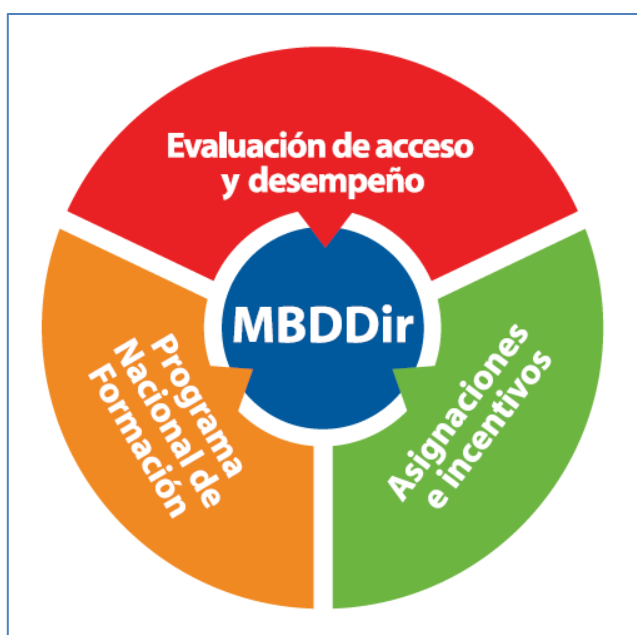 Evaluación de acceso
y desempeño
MBDDir
Programa
Nacional de
Formación
Asignaciones
e incentivos